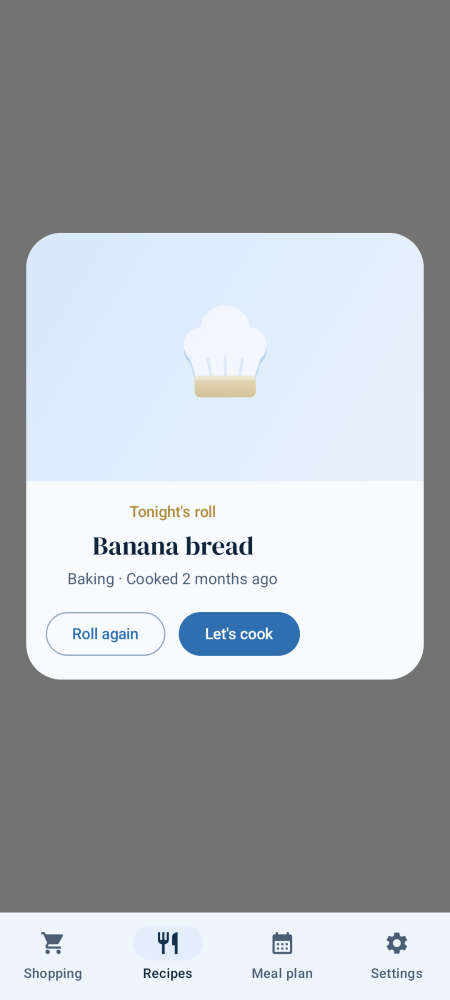 Tonight's roll
Banana bread
Baking · Cooked 2 months ago
Roll again Let's cook
Shopping Recipes Meal plan Settings